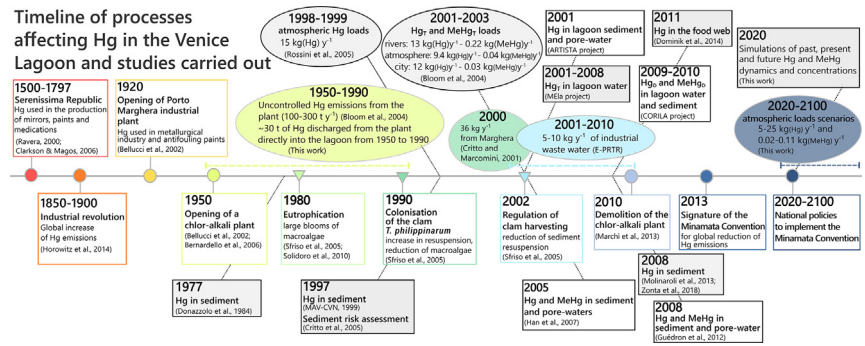 Timeline of processes
affecting Hg in the Venice
Lagoon and studies carried out
1500-1797
Serenissima Republic
Hg used in the production
of mirrors, paints and
medications
(Ravera, 2000;
Clarkson & Magos, 2006)
1920
Opening of Porto
Marghera industrial
plant
Hg used in metallurgical
industry and antifouling paints
(Bellucci et al., 2002)
1998-1999
atmospheric Hg loads
15 kg(Hg) y⁻¹
(Rossini et al., 2005)
1950-1990
Uncontrolled Hg emissions from the
plant (100-300 t y⁻¹) (Bloom et al., 2004)
~30 t of Hg discharged from the plant
directly into the lagoon from 1950 to 1990
(This work)
2001-2003
Hg_T and MeHg_T loads
rivers: 13 kg(Hg)y⁻¹ - 0.22 kg(MeHg)y⁻¹
atmosphere: 9.4 kg(Hg)y⁻¹ - 0.04 kg(MeHg)y⁻¹
city: 12 kg(Hg)y⁻¹ - 0.03 kg(MeHg)y⁻¹
(Bloom et al., 2004)
2000
36 kg y⁻¹
from Marghera
(Critto and
Marcomini, 2001)
2001
Hg in lagoon sediment
and pore-water
(ARTISTA project)
2001-2008
Hg_T in lagoon water
(MELa project)
2001-2010
5-10 kg y⁻¹ of industrial
waste water (E-PRTR)
2011
Hg in the food web
(Dominik et al., 2014)
2009-2010
Hg_D and MeHg_D
in lagoon water
and sediment
(CORILA project)
2020
Simulations of past, present
and future Hg and MeHg
dynamics and concentrations
(This work)
2020-2100
atmospheric loads scenarios
5-25 kg(Hg) y⁻¹ and
0.02-0.11 kg(MeHg) y⁻¹
(This work)
1850-1900
Industrial revolution
Global increase
of Hg emissions
(Horowitz et al., 2014)
1950
Opening of a
chlor-alkali plant
(Bellucci et al., 2002;
Bernardello et al., 2006)
1980
Eutrophication
large blooms of
macroalgae
(Sfriso et al., 2005;
Solidoro et al., 2010)
1990
Colonisation
of the clam
T. philippinarum
increase in resuspension,
reduction of macroalgae
(Sfriso et al., 2005)
2002
Regulation of
clam harvesting
reduction of sediment
resuspension
(Sfriso et al., 2005)
2010
Demolition of the
chlor-alkali plant
(Marchi et al., 2013)
2013
Signature of the
Minamata Convention
for global reduction of
Hg emissions
2020-2100
National policies
to implement the
Minamata Convention
1977
Hg in sediment
(Donazzolo et al., 1984)
1997
Hg in sediment
(MAV-CVN, 1999)
Sediment risk assessment
(Critto et al., 2005)
2005
Hg and MeHg in sediment
and pore-waters
(Han et al., 2007)
2008
Hg in sediment
(Molinaroli et al., 2013;
Zonta et al., 2018)
2008
Hg and MeHg in
sediment and pore-water
(Guédron et al., 2012)